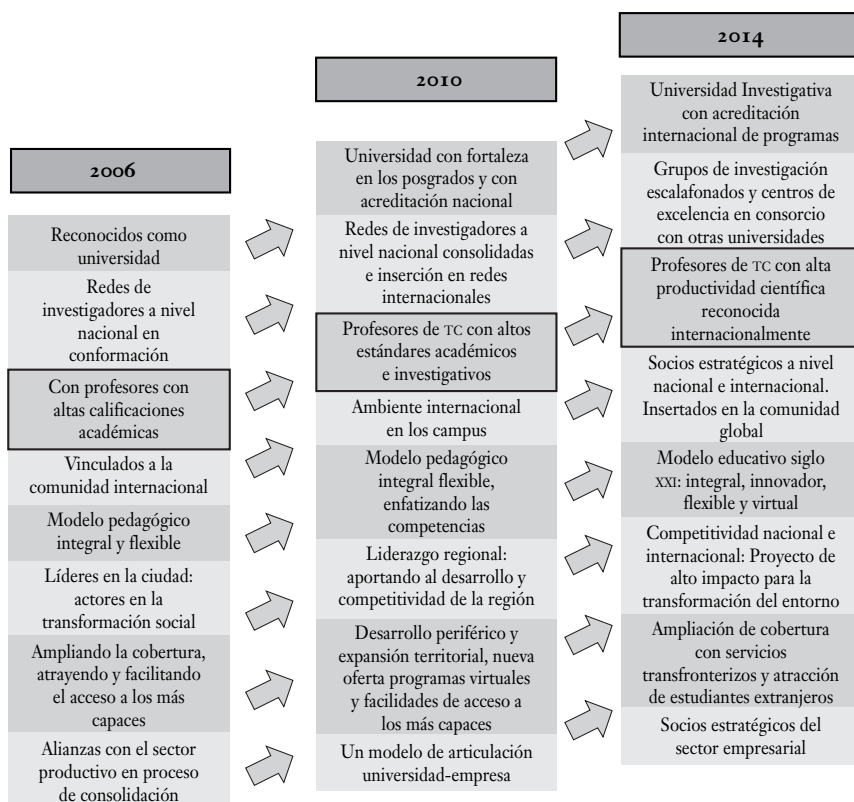 2006
Reconocidos como
universidad
Redes de
investigadores a nivel
nacional en
conformación
Con profesores con
altas calificaciones
académicas
Vinculados a la
comunidad internacional
Modelo pedagógico
integral y flexible
Líderes en la ciudad:
actores en la
transformación social
Ampliando la cobertura,
atrayendo y facilitando
el acceso a los más
capaces
Alianzas con el sector
productivo en proceso
de consolidación
2010
Universidad con fortaleza
en los posgrados y con
acreditación nacional
Redes de investigadores a
nivel nacional consolidadas
e inserción en redes
internacionales
Profesores de TC con altos
estándares académicos
e investigativos
Ambiente internacional
en los campus
Modelo pedagógico
integral flexible,
enfatizando las
competencias
Liderazgo regional:
aportando al desarrollo y
competitividad de la región
Desarrollo periférico y
expansión territorial, nueva
oferta programas virtuales
y facilidades de acceso a
los más capaces
Un modelo de articulación
universidad-empresa
2014
Universidad Investigativa
con acreditación
internacional de programas
Grupos de investigación
escalafonados y centros de
excelencia en consorcio
con otras universidades
Profesores de TC con alta
productividad científica
reconocida
internacionalmente
Socios estratégicos a nivel
nacional e internacional.
Insertados en la comunidad
global
Modelo educativo siglo
XXI: integral, innovador,
flexible y virtual
Competitividad nacional e
internacional: Proyecto de
alto impacto para la
transformación del entorno
Ampliación de cobertura
con servicios
transfronterizos y atracción
de estudiantes extranjeros
Socios estratégicos del
sector empresarial